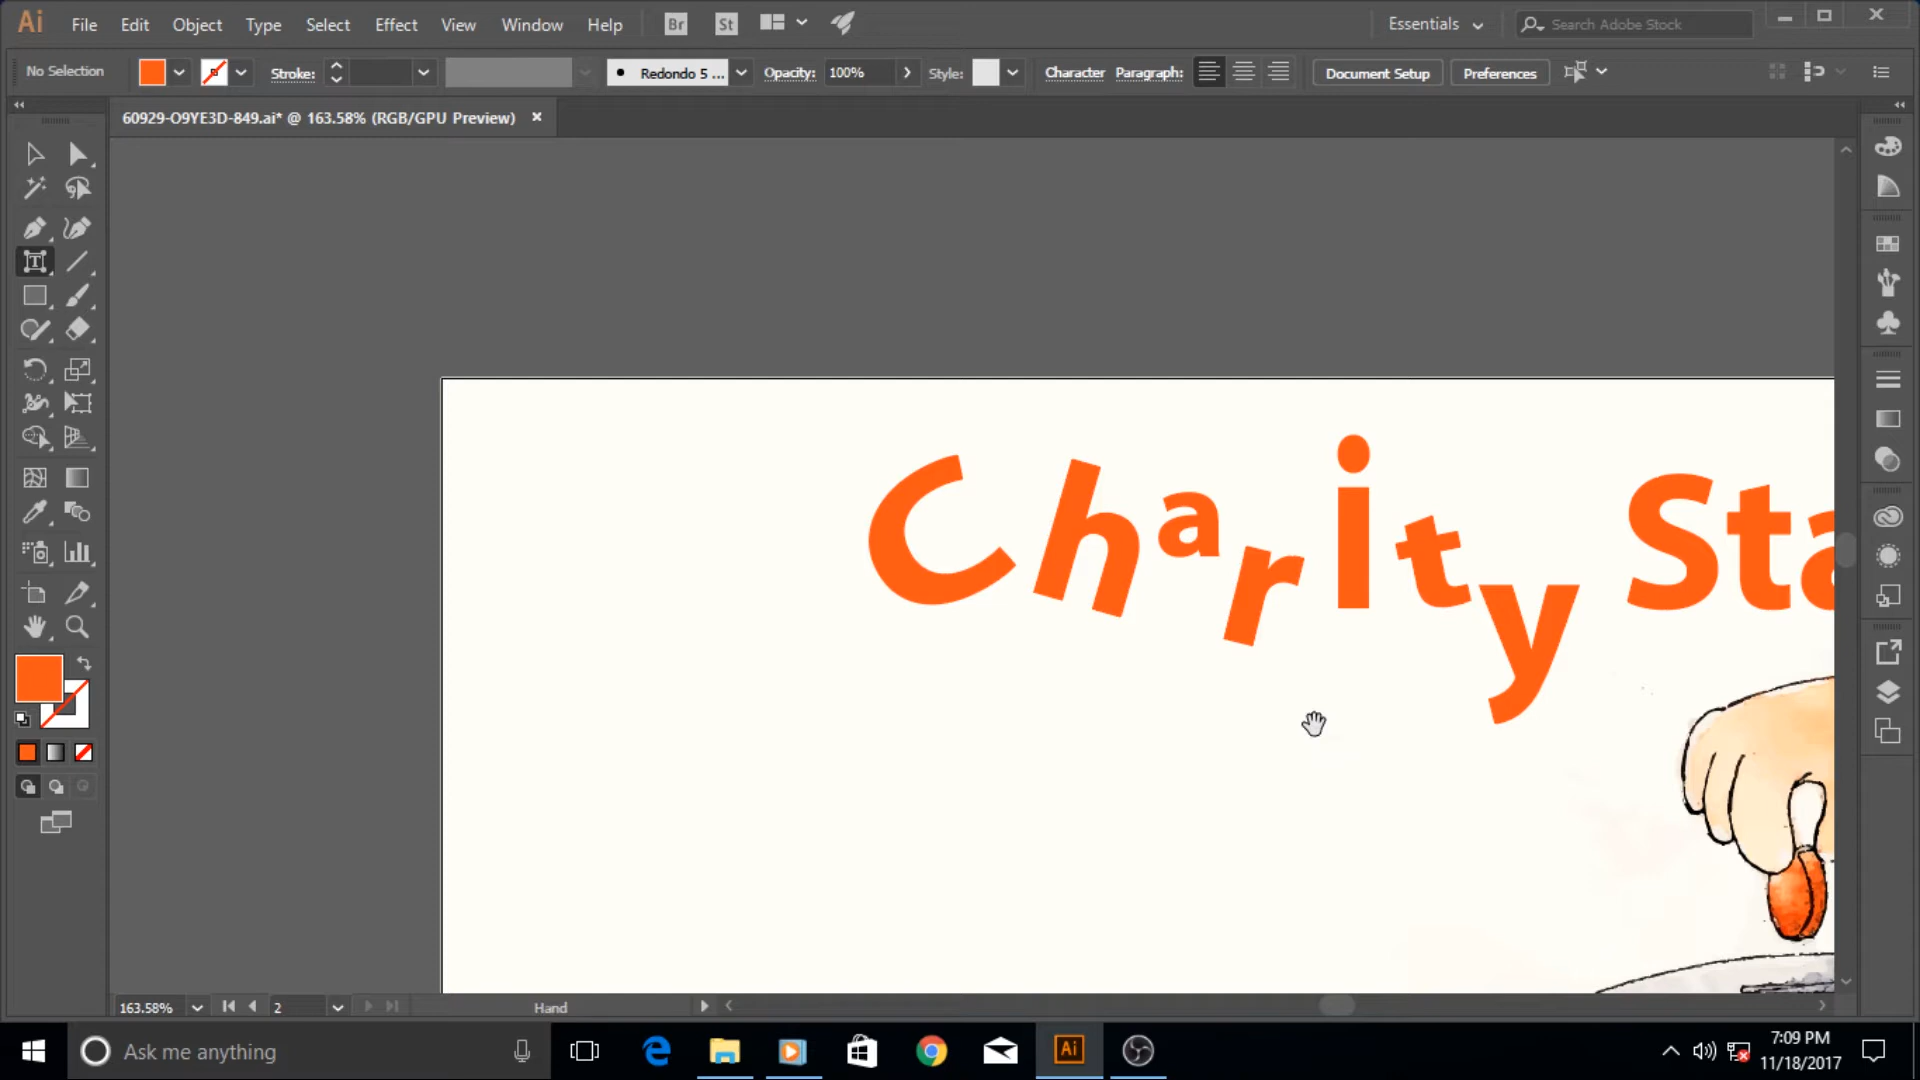 Ai File Edit Object Type Select Effect View Window Help Br St Essentials Search Adobe Stock
No Selection Stroke: Redondo 5 ... Opacity: 100% Style: Character Paragraph: Document Setup Preferences
60929-O9YE3D-849.ai* @ 163.58% (RGB/GPU Preview)
Charity Sta
163.58% 2 Hand
Ask me anything Ai 7:09 PM
11/18/2017